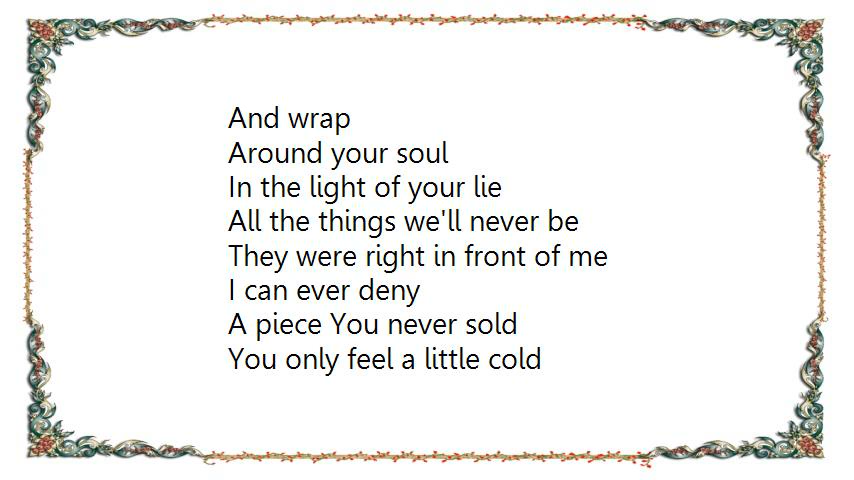 And wrap
Around your soul
In the light of your lie
All the things we'll never be
They were right in front of me
I can ever deny
A piece You never sold
You only feel a little cold